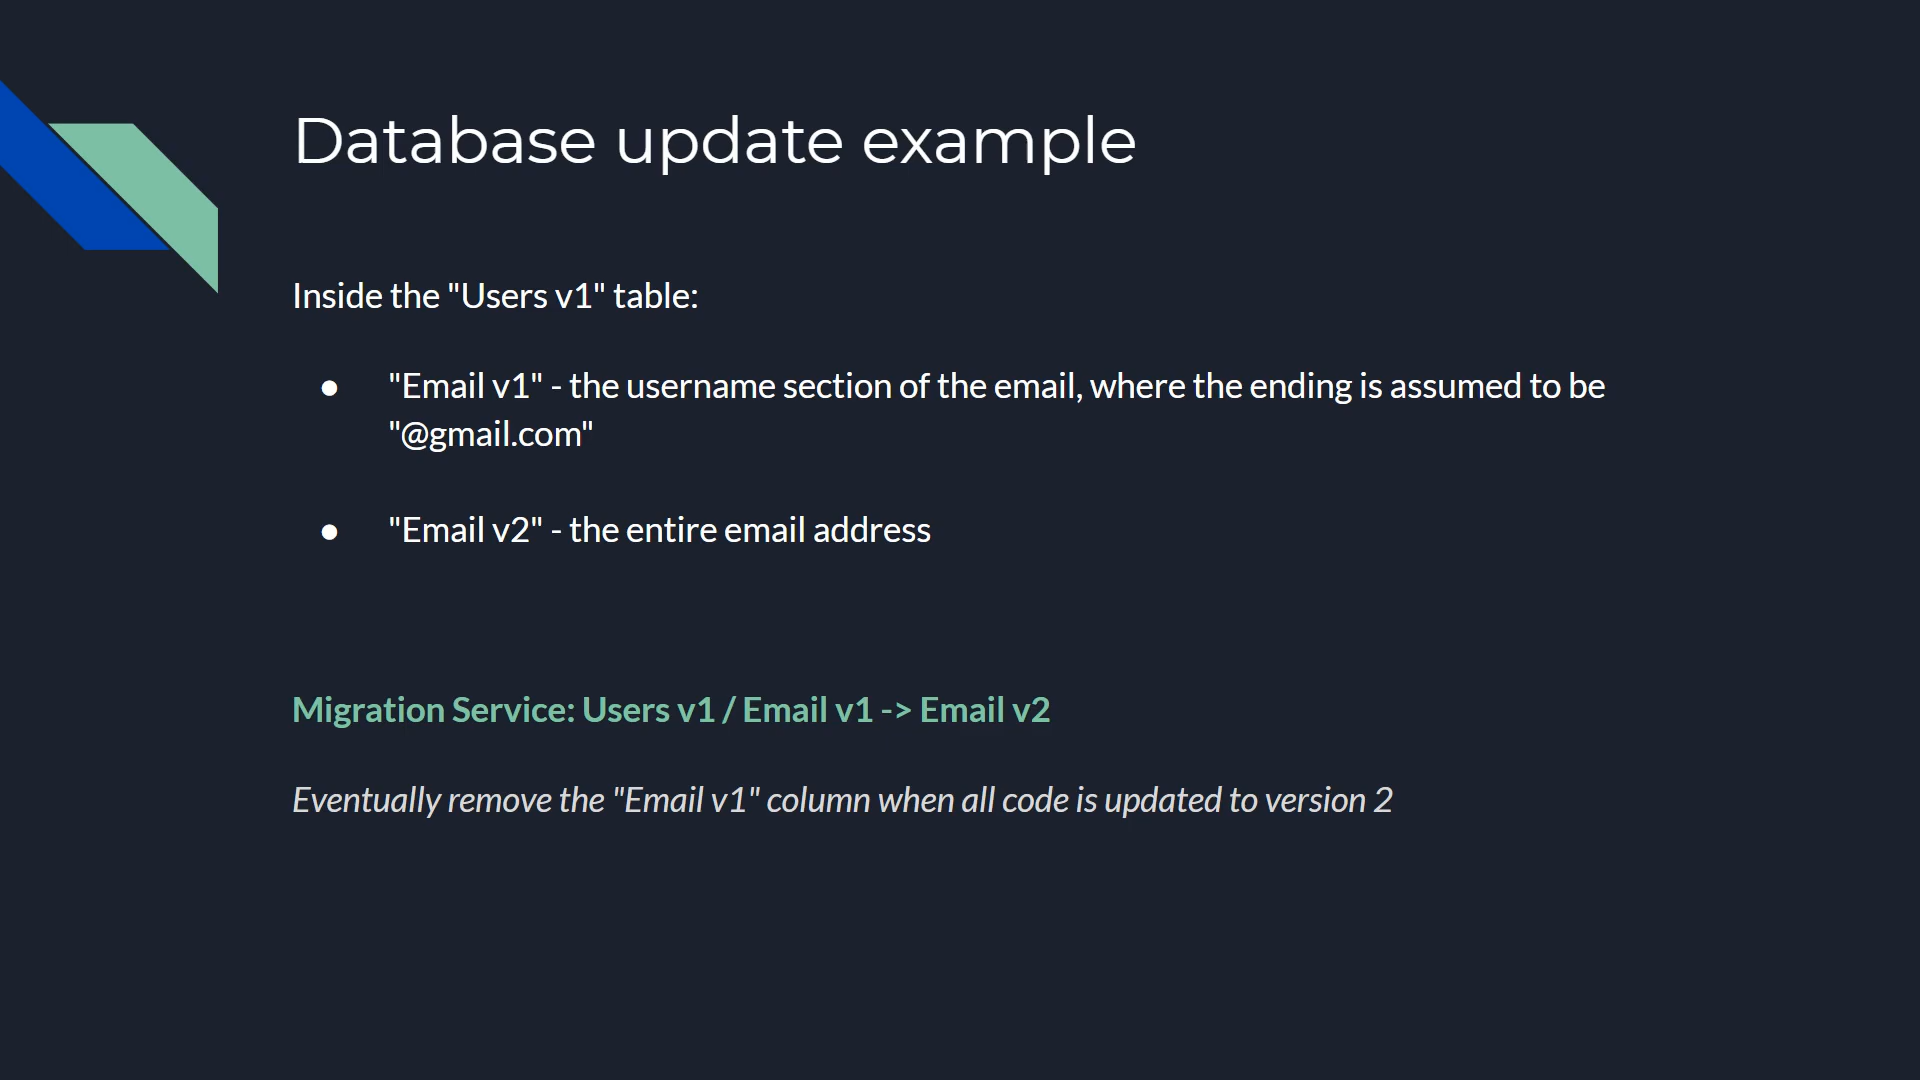 Database update example
Inside the "Users v1" table:
● "Email v1" - the username section of the email, where the ending is assumed to be
"@gmail.com"
● "Email v2" - the entire email address
Migration Service: Users v1 / Email v1 -> Email v2
Eventually remove the "Email v1" column when all code is updated to version 2